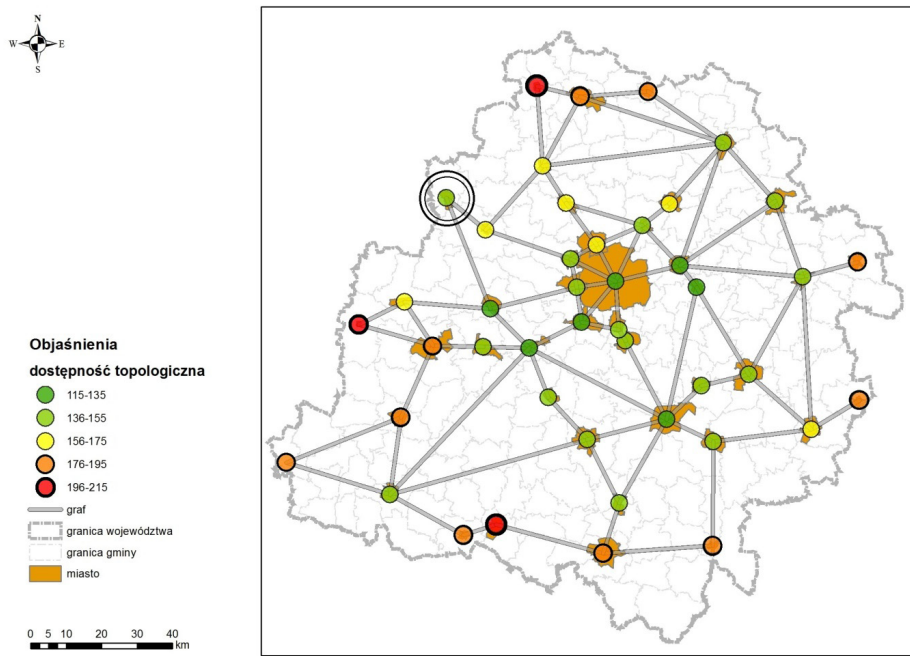 N
W E
S
Objaśnienia
dostępność topologiczna
115-135
136-155
156-175
176-195
196-215
graf
granica województwa
granica gminy
miasto
0 5 10 20 30 40
km